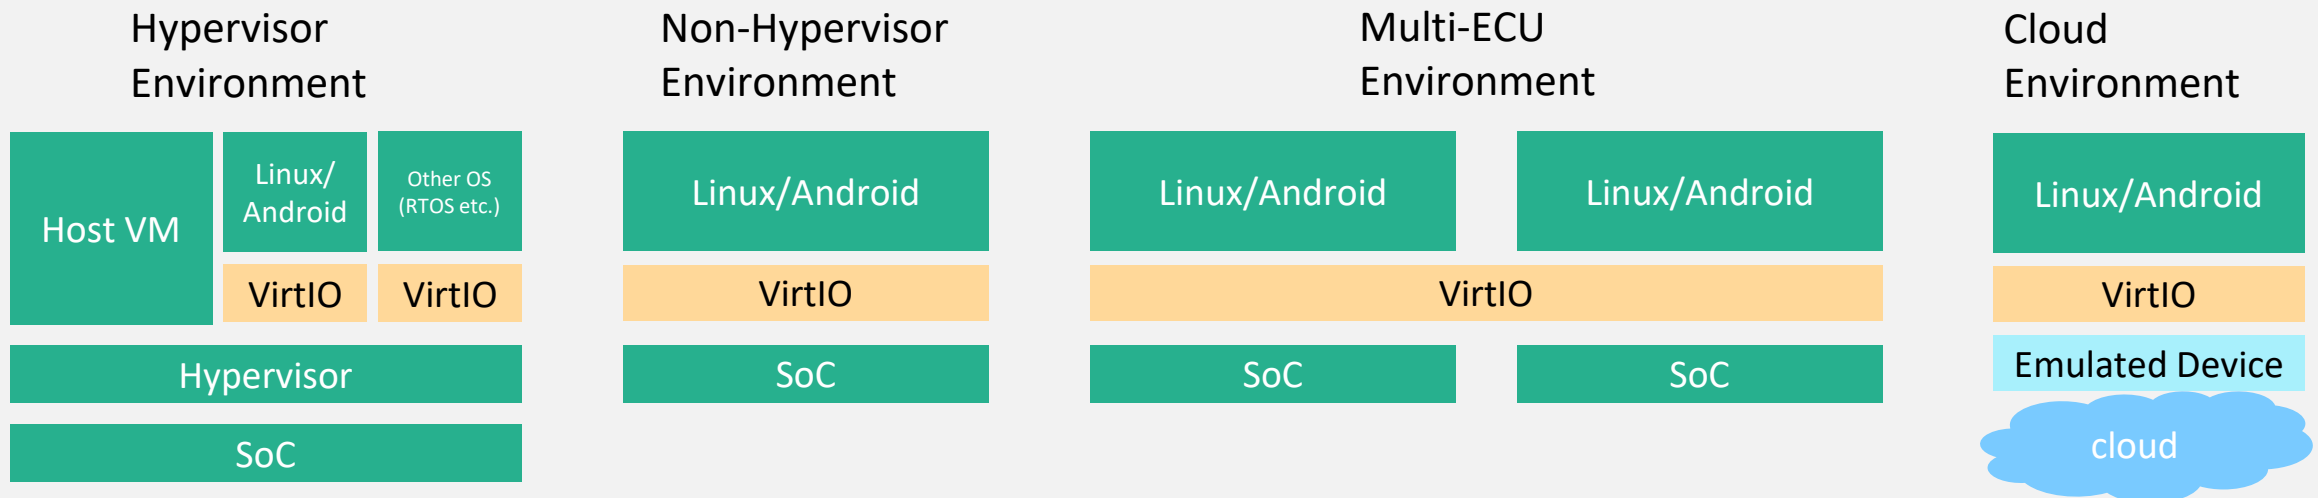 Hypervisor
Environment
Host VM
Linux/
Android
Other OS
(RTOS etc.)
VirtIO
VirtIO
Hypervisor
SoC
Non-Hypervisor
Environment
Linux/Android
VirtIO
SoC
Multi-ECU
Environment
Linux/Android
Linux/Android
VirtIO
SoC
SoC
Cloud
Environment
Linux/Android
VirtIO
Emulated Device
cloud